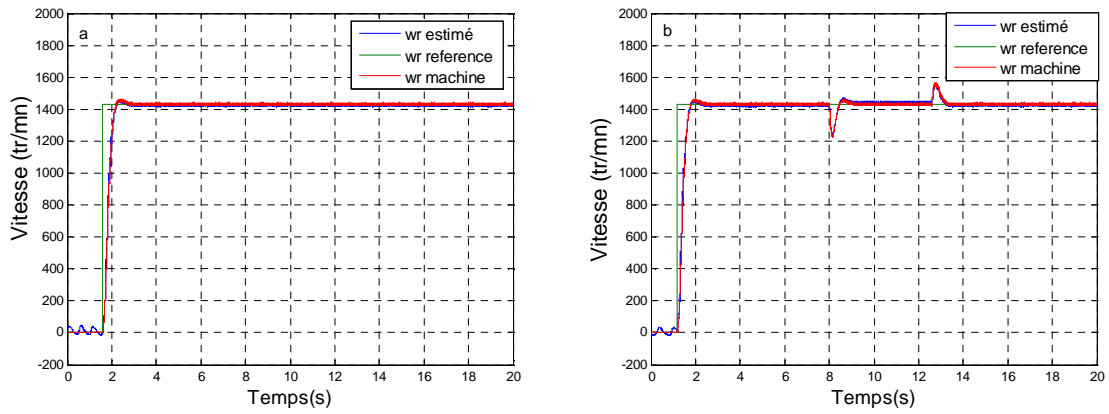 2000
1800
1600
1400
1200
1000
800
600
400
200
0
-200
Vitesse (tr/mn)
a
wr estimé
wr reference
wr machine
0 2 4 6 8 10 12 14 16 18 20
Temps(s)
2000
1800
1600
1400
1200
1000
800
600
400
200
0
-200
Vitesse (tr/mn)
b
wr estimé
wr reference
wr machine
0 2 4 6 8 10 12 14 16 18 20
Temps(s)